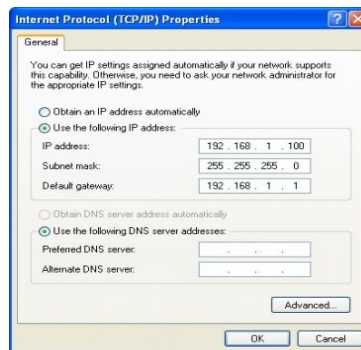 Internet Protocol (TCP/IP) Properties
General
You can get IP settings assigned automatically if your network supports
this capability. Otherwise, you need to ask your network administrator for
the appropriate IP settings.
Obtain an IP address automatically
Use the following IP address:
IP address: 192 . 168 . 1 . 100
Subnet mask: 255 . 255 . 255 . 0
Default gateway: 192 . 168 . 1 . 1
Obtain DNS server address automatically
Use the following DNS server addresses:
Preferred DNS server: . . .
Alternate DNS server: . . .
Advanced...
OK Cancel